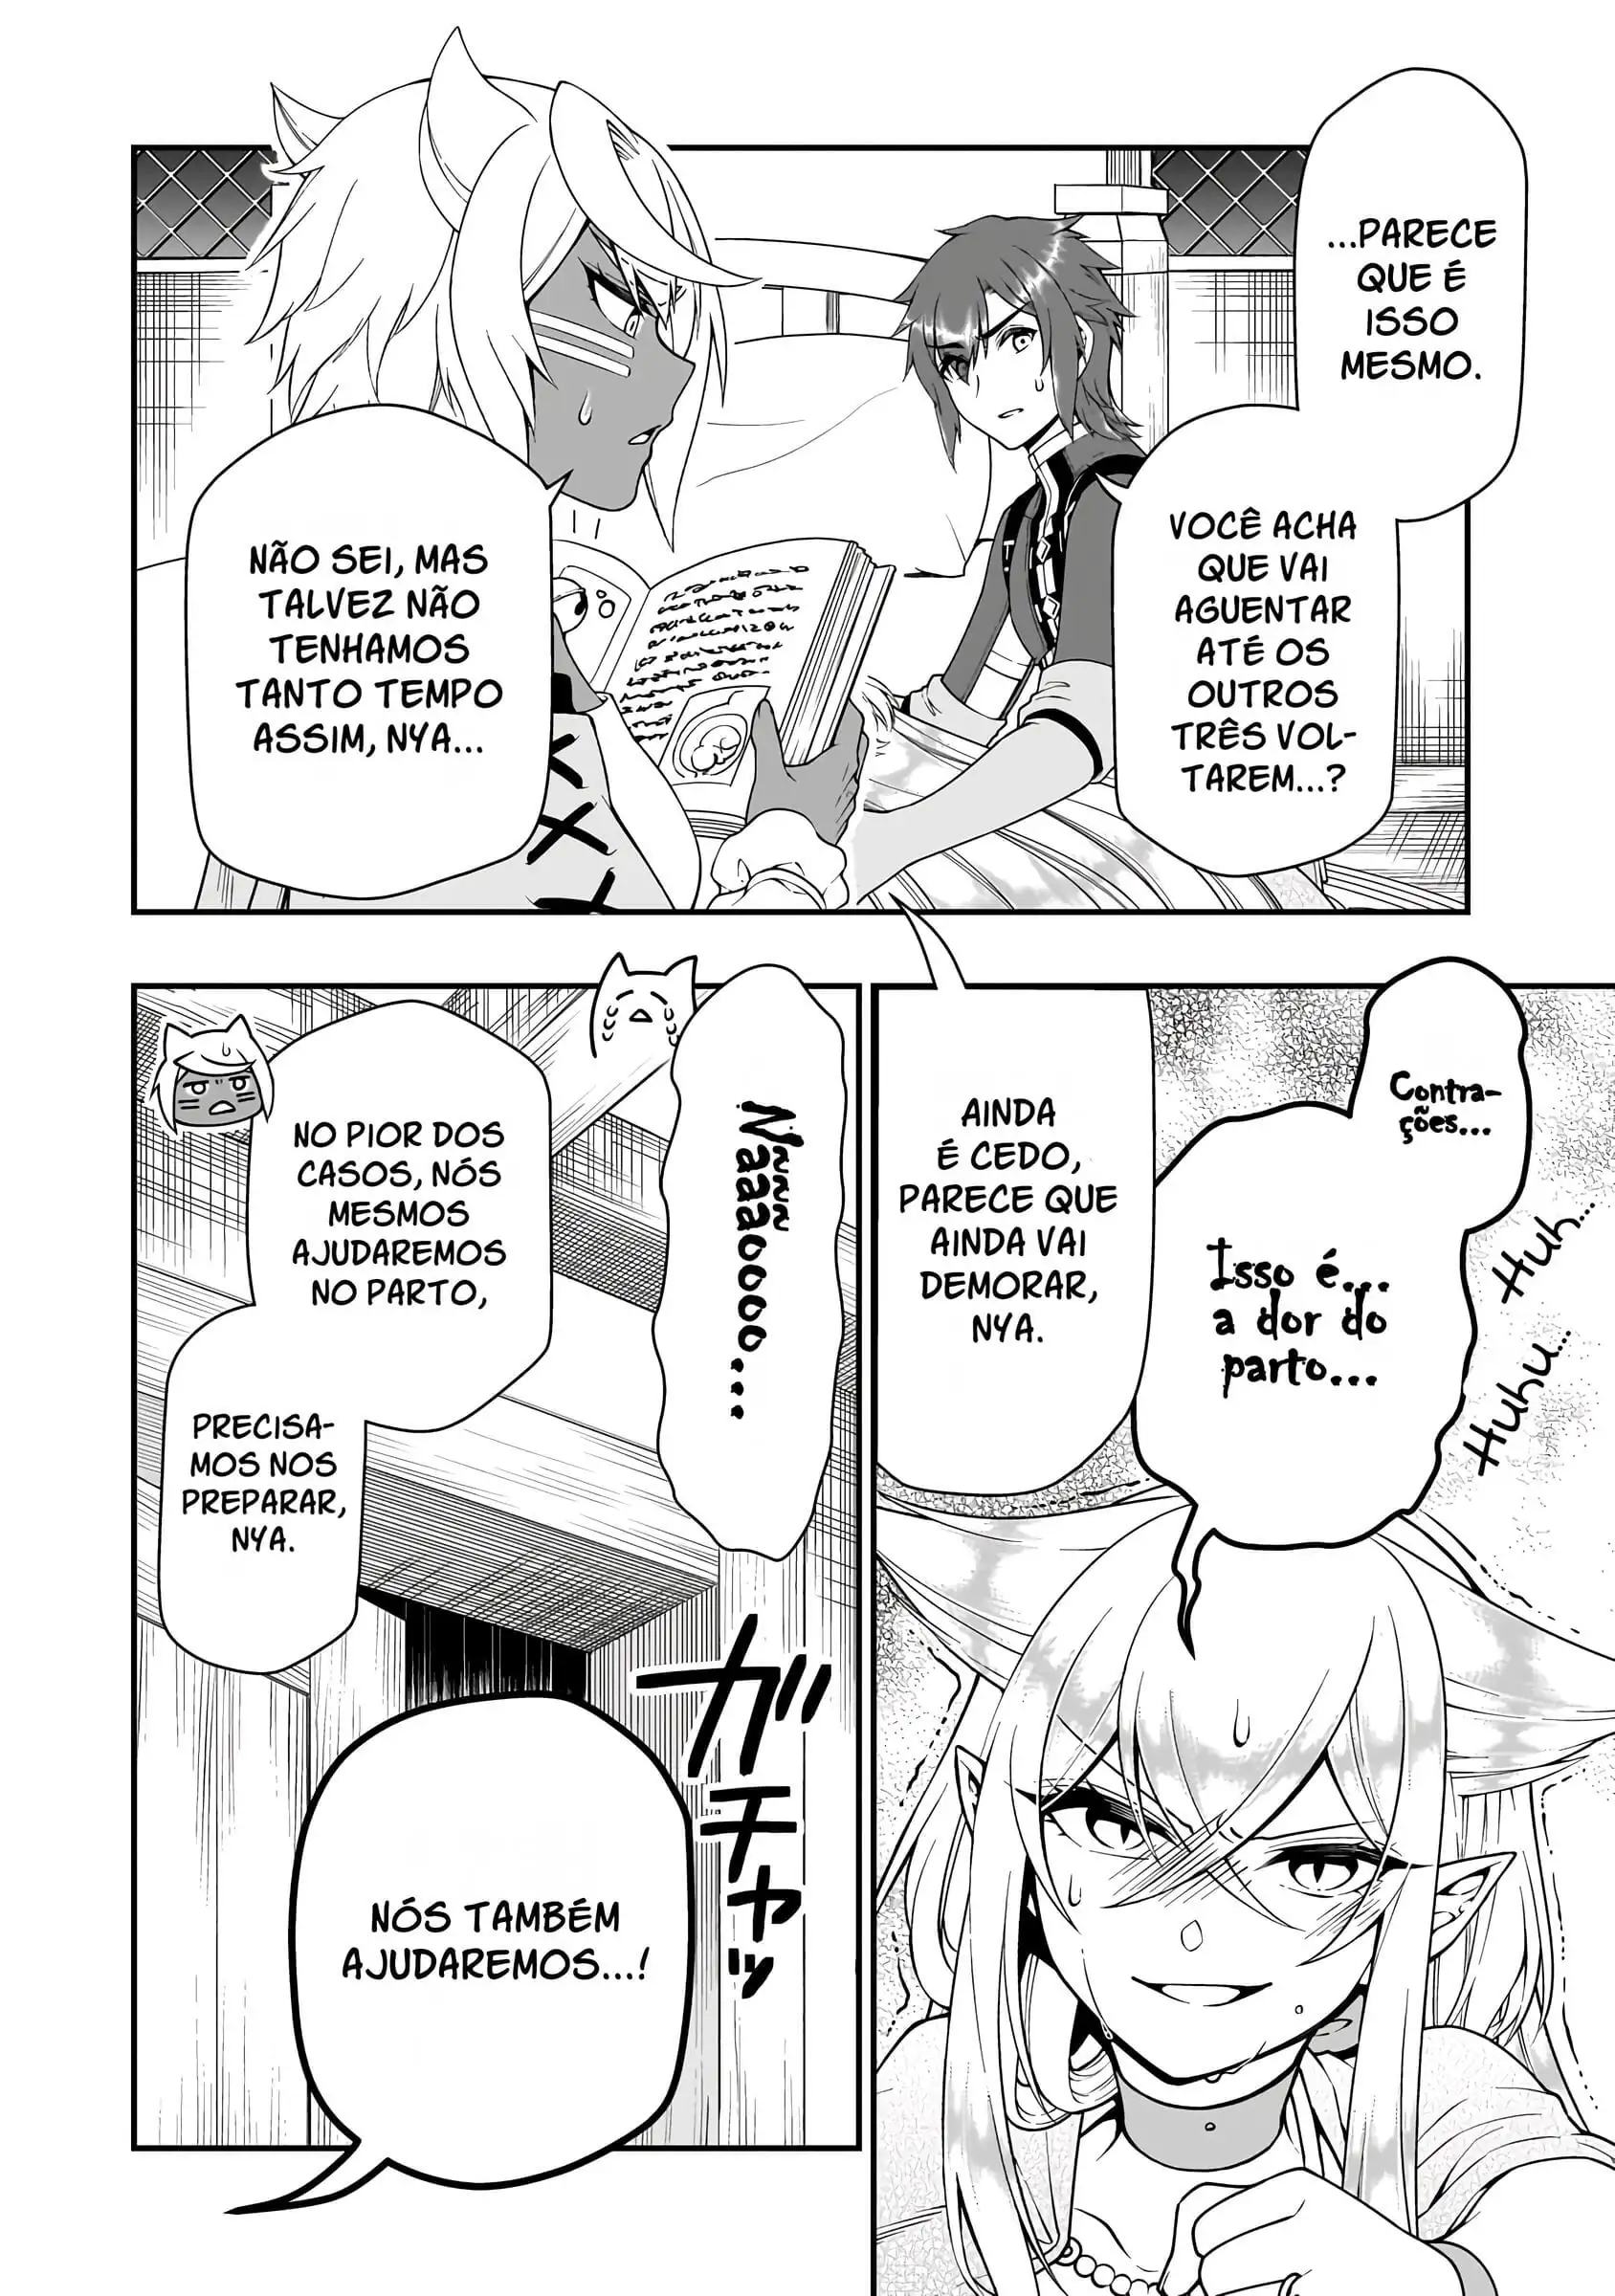 ...PARECE
QUE É
ISSO
MESMO.
VOCÊ ACHA
QUE VAI
AGUENTAR
ATÉ OS
OUTROS
TRÊS VOL-
TAREM...?
NÃO SEI, MAS
TALVEZ NÃO
TENHAMOS
TANTO TEMPO
ASSIM, NYA...
Contra-
ções...
Isso é...
a dor do
parto...
Huh...
Huhu...
AINDA
É CEDO,
PARECE QUE
AINDA VAI
DEMORAR,
NYA.
NO PIOR DOS
CASOS, NÓS
MESMOS
AJUDAREMOS
NO PARTO,
PRECISA-
MOS NOS
PREPARAR,
NYA.
ガチャッ
NÓS TAMBÉM
AJUDAREMOS...!